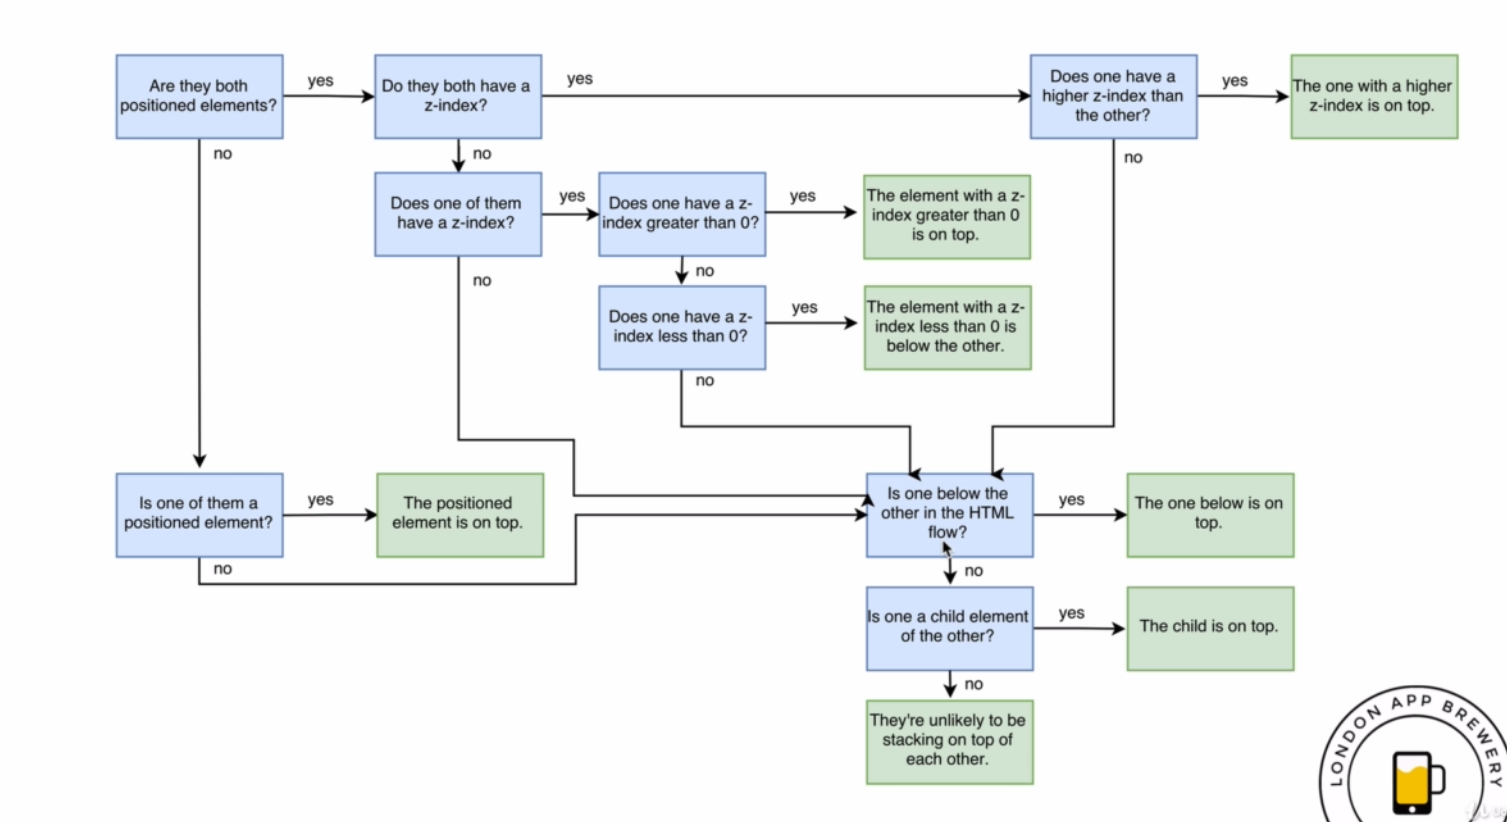 Are they both
positioned elements?
yes
Do they both have a
z-index?
yes
Does one have a
higher z-index than
the other?
yes
The one with a higher
z-index is on top.
no
no
no
Does one of them
have a z-index?
yes
Does one have a z-
index greater than 0?
yes
The element with a z-
index greater than 0
is on top.
no
no
Does one have a z-
index less than 0?
yes
The element with a z-
index less than 0 is
below the other.
no
Is one of them a
positioned element?
yes
The positioned
element is on top.
Is one below the
other in the HTML
flow?
yes
The one below is on
top.
no
no
Is one a child element
of the other?
yes
The child is on top.
no
They're unlikely to be
stacking on top of
each other.
LONDON APP BREWERY